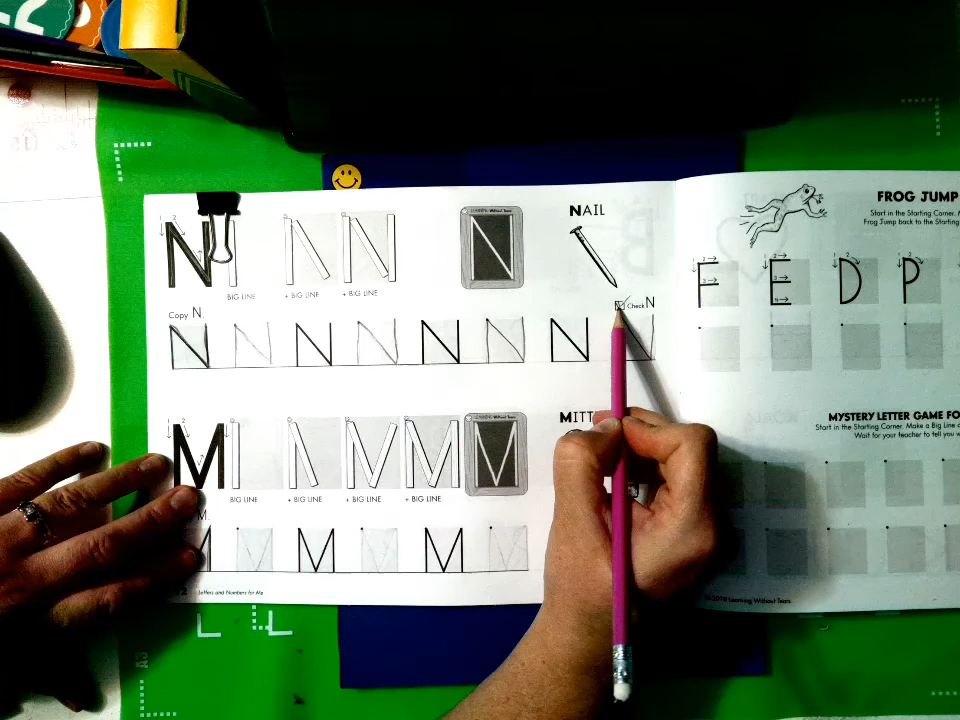 NAIL
FROG JUMP
Start in the Starting Corner.
Frog Jump back to the Starting
N N N N
BIG LINE + BIG LINE + BIG LINE
Check N
F E D P
Copy N.
N N N N N N N N
M M M
MITT
MYSTERY LETTER GAME FO
Start in the Starting Corner. Make a Big Line
Wait for your teacher to tell you w
BIG LINE + BIG LINE + BIG LINE + BIG LINE
M.
M M M M M M
2 Letters and Numbers for Me
2018 Learning Without Tears